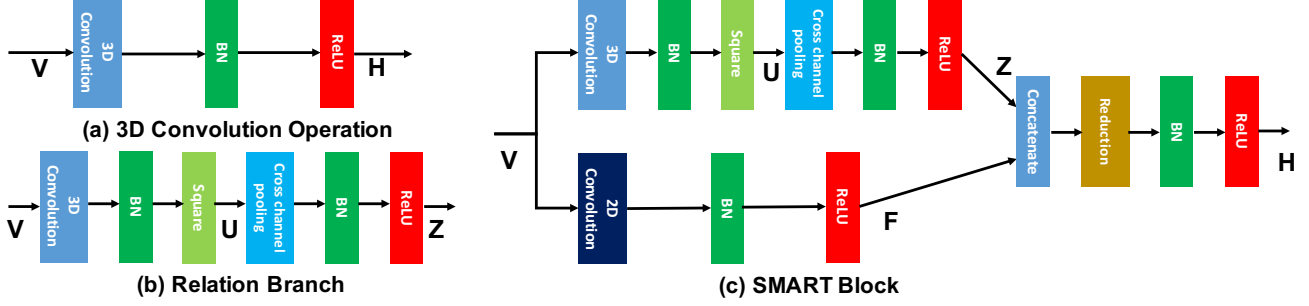 V
3D
Convolution
BN
ReLU
H
(a) 3D Convolution Operation
V
3D
Convolution
BN
Square
U
Cross channel
pooling
BN
ReLU
Z
(b) Relation Branch
V
3D
Convolution
BN
Square
U
Cross channel
pooling
BN
ReLU
Z
2D
Convolution
BN
ReLU
F
Concatenate
Reduction
BN
ReLU
H
(c) SMART Block